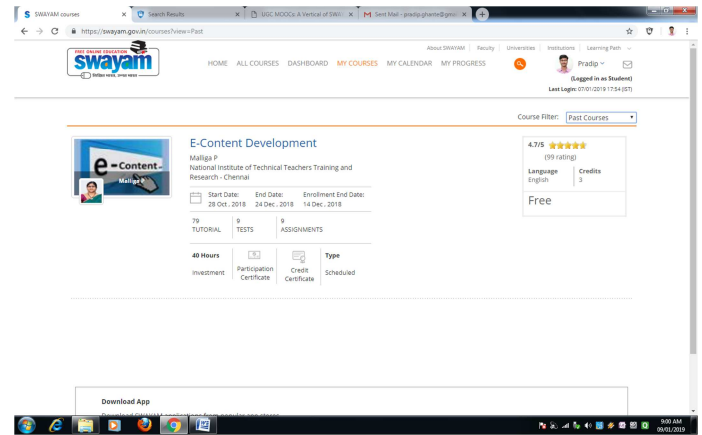 SWAYAM courses
Search Results
UGC MOOCs: A Vertical of SWA
Sent Mail - pradip.ghante@gmai
https://swayam.gov.in/courses?view=Past
FREE ONLINE EDUCATION
swayam
शिक्षित भारत, उन्नत भारत
About SWAYAM | Faculty | Universities | Institutions | Learning Path
HOME ALL COURSES DASHBOARD MY COURSES MY CALENDAR MY PROGRESS
Pradip
(Logged in as Student)
Last Login: 07/01/2019 17:54 (IST)
Course Filter: Past Courses
e-Content
Malliga P
E-Content Development
Malliga P
National Institute of Technical Teachers Training and
Research - Chennai
Start Date: End Date: Enrollment End Date:
28 Oct . 2018 24 Dec . 2018 14 Dec . 2018
79 9 9
TUTORIAL TESTS ASSIGNMENTS
40 Hours Type
Investment Participation Certificate Credit Certificate Scheduled
4.7/5
(99 rating)
Language Credits
English 3
Free
Download App
9:00 AM
09/01/2019